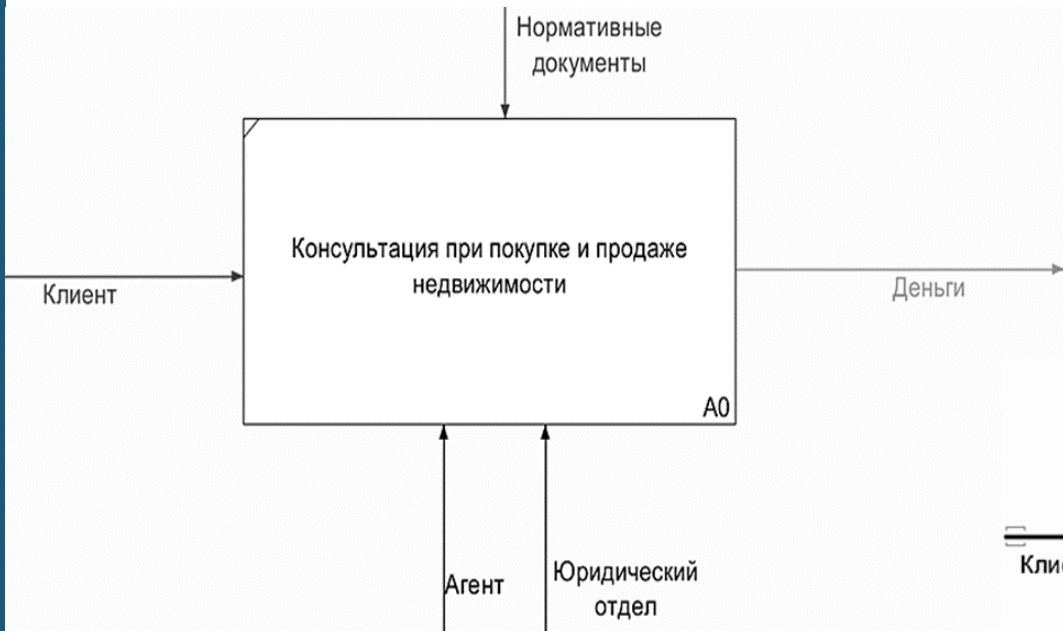 Нормативные
документы
Консультация при покупке и продаже
недвижимости
Клиент
Деньги
A0
Агент
Юридический
отдел